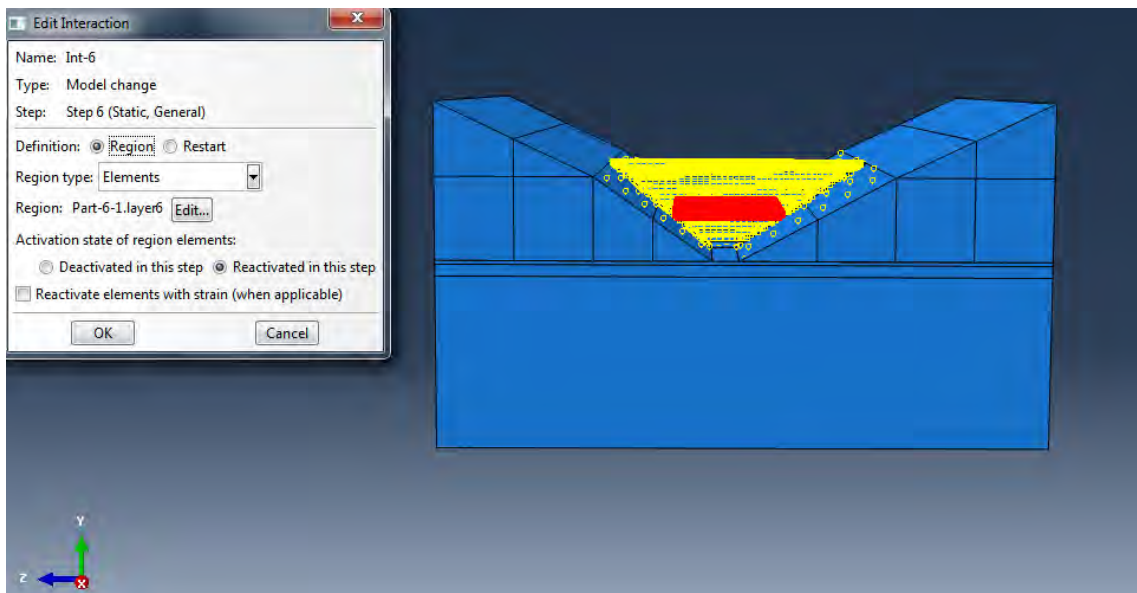 Edit Interaction
Name: Int-6
Type: Model change
Step: Step 6 (Static, General)
Definition: Region Restart
Region type: Elements
Region: Part-6-1.layer6 Edit...
Activation state of region elements:
Deactivated in this step Reactivated in this step
Reactivate elements with strain (when applicable)
OK Cancel
Y
Z X